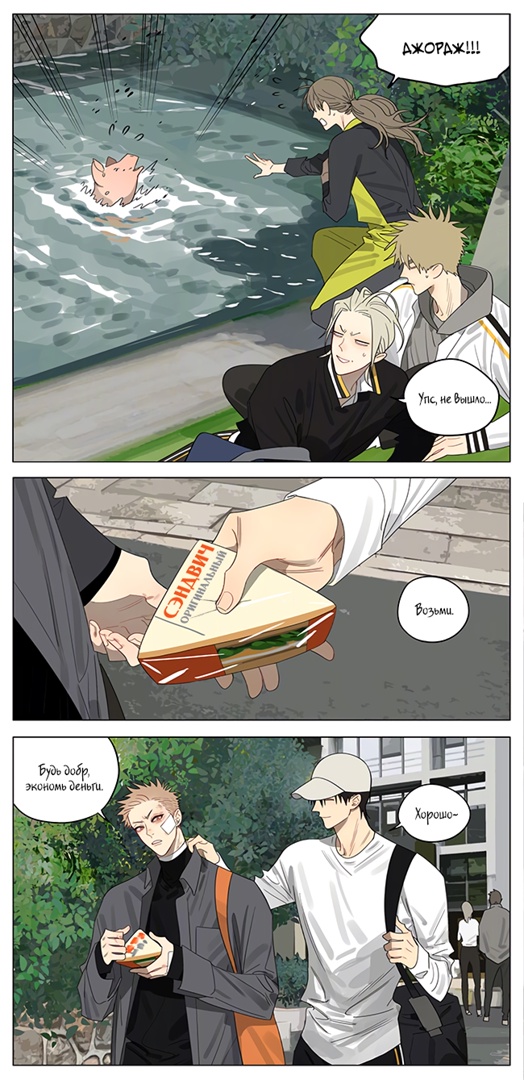 ДЖОРДЖ!!!
Упс, не вышло...
СЭНДВИЧ
ОРИГИНАЛЬНЫЙ
Возьми.
Будь добр,
экономь деньги.
Хорошо~